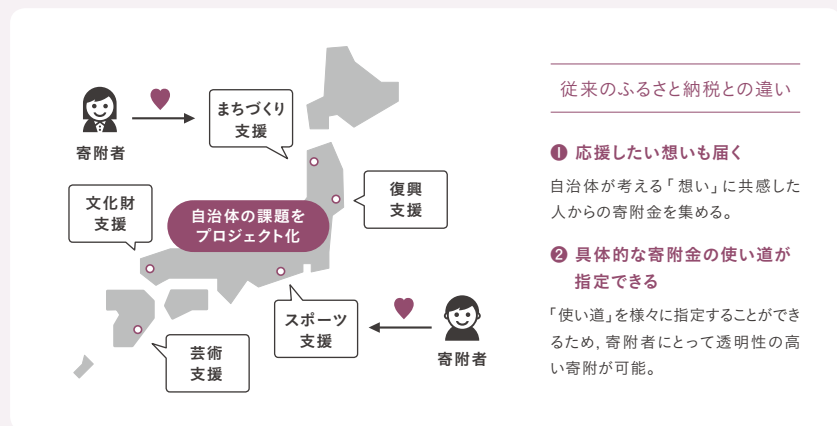 寄附者
まちづくり
支援
文化財
支援
自治体の課題を
プロジェクト化
復興
支援
スポーツ
支援
芸術
支援
寄附者
従来のふるさと納税との違い
❶ 応援したい想いも届く
自治体が考える「想い」に共感した
人からの寄附金を集める。
❷ 具体的な寄附金の使い道が
指定できる
「使い道」を様々に指定することができ
るため, 寄附者にとって透明性の高
い寄附が可能。